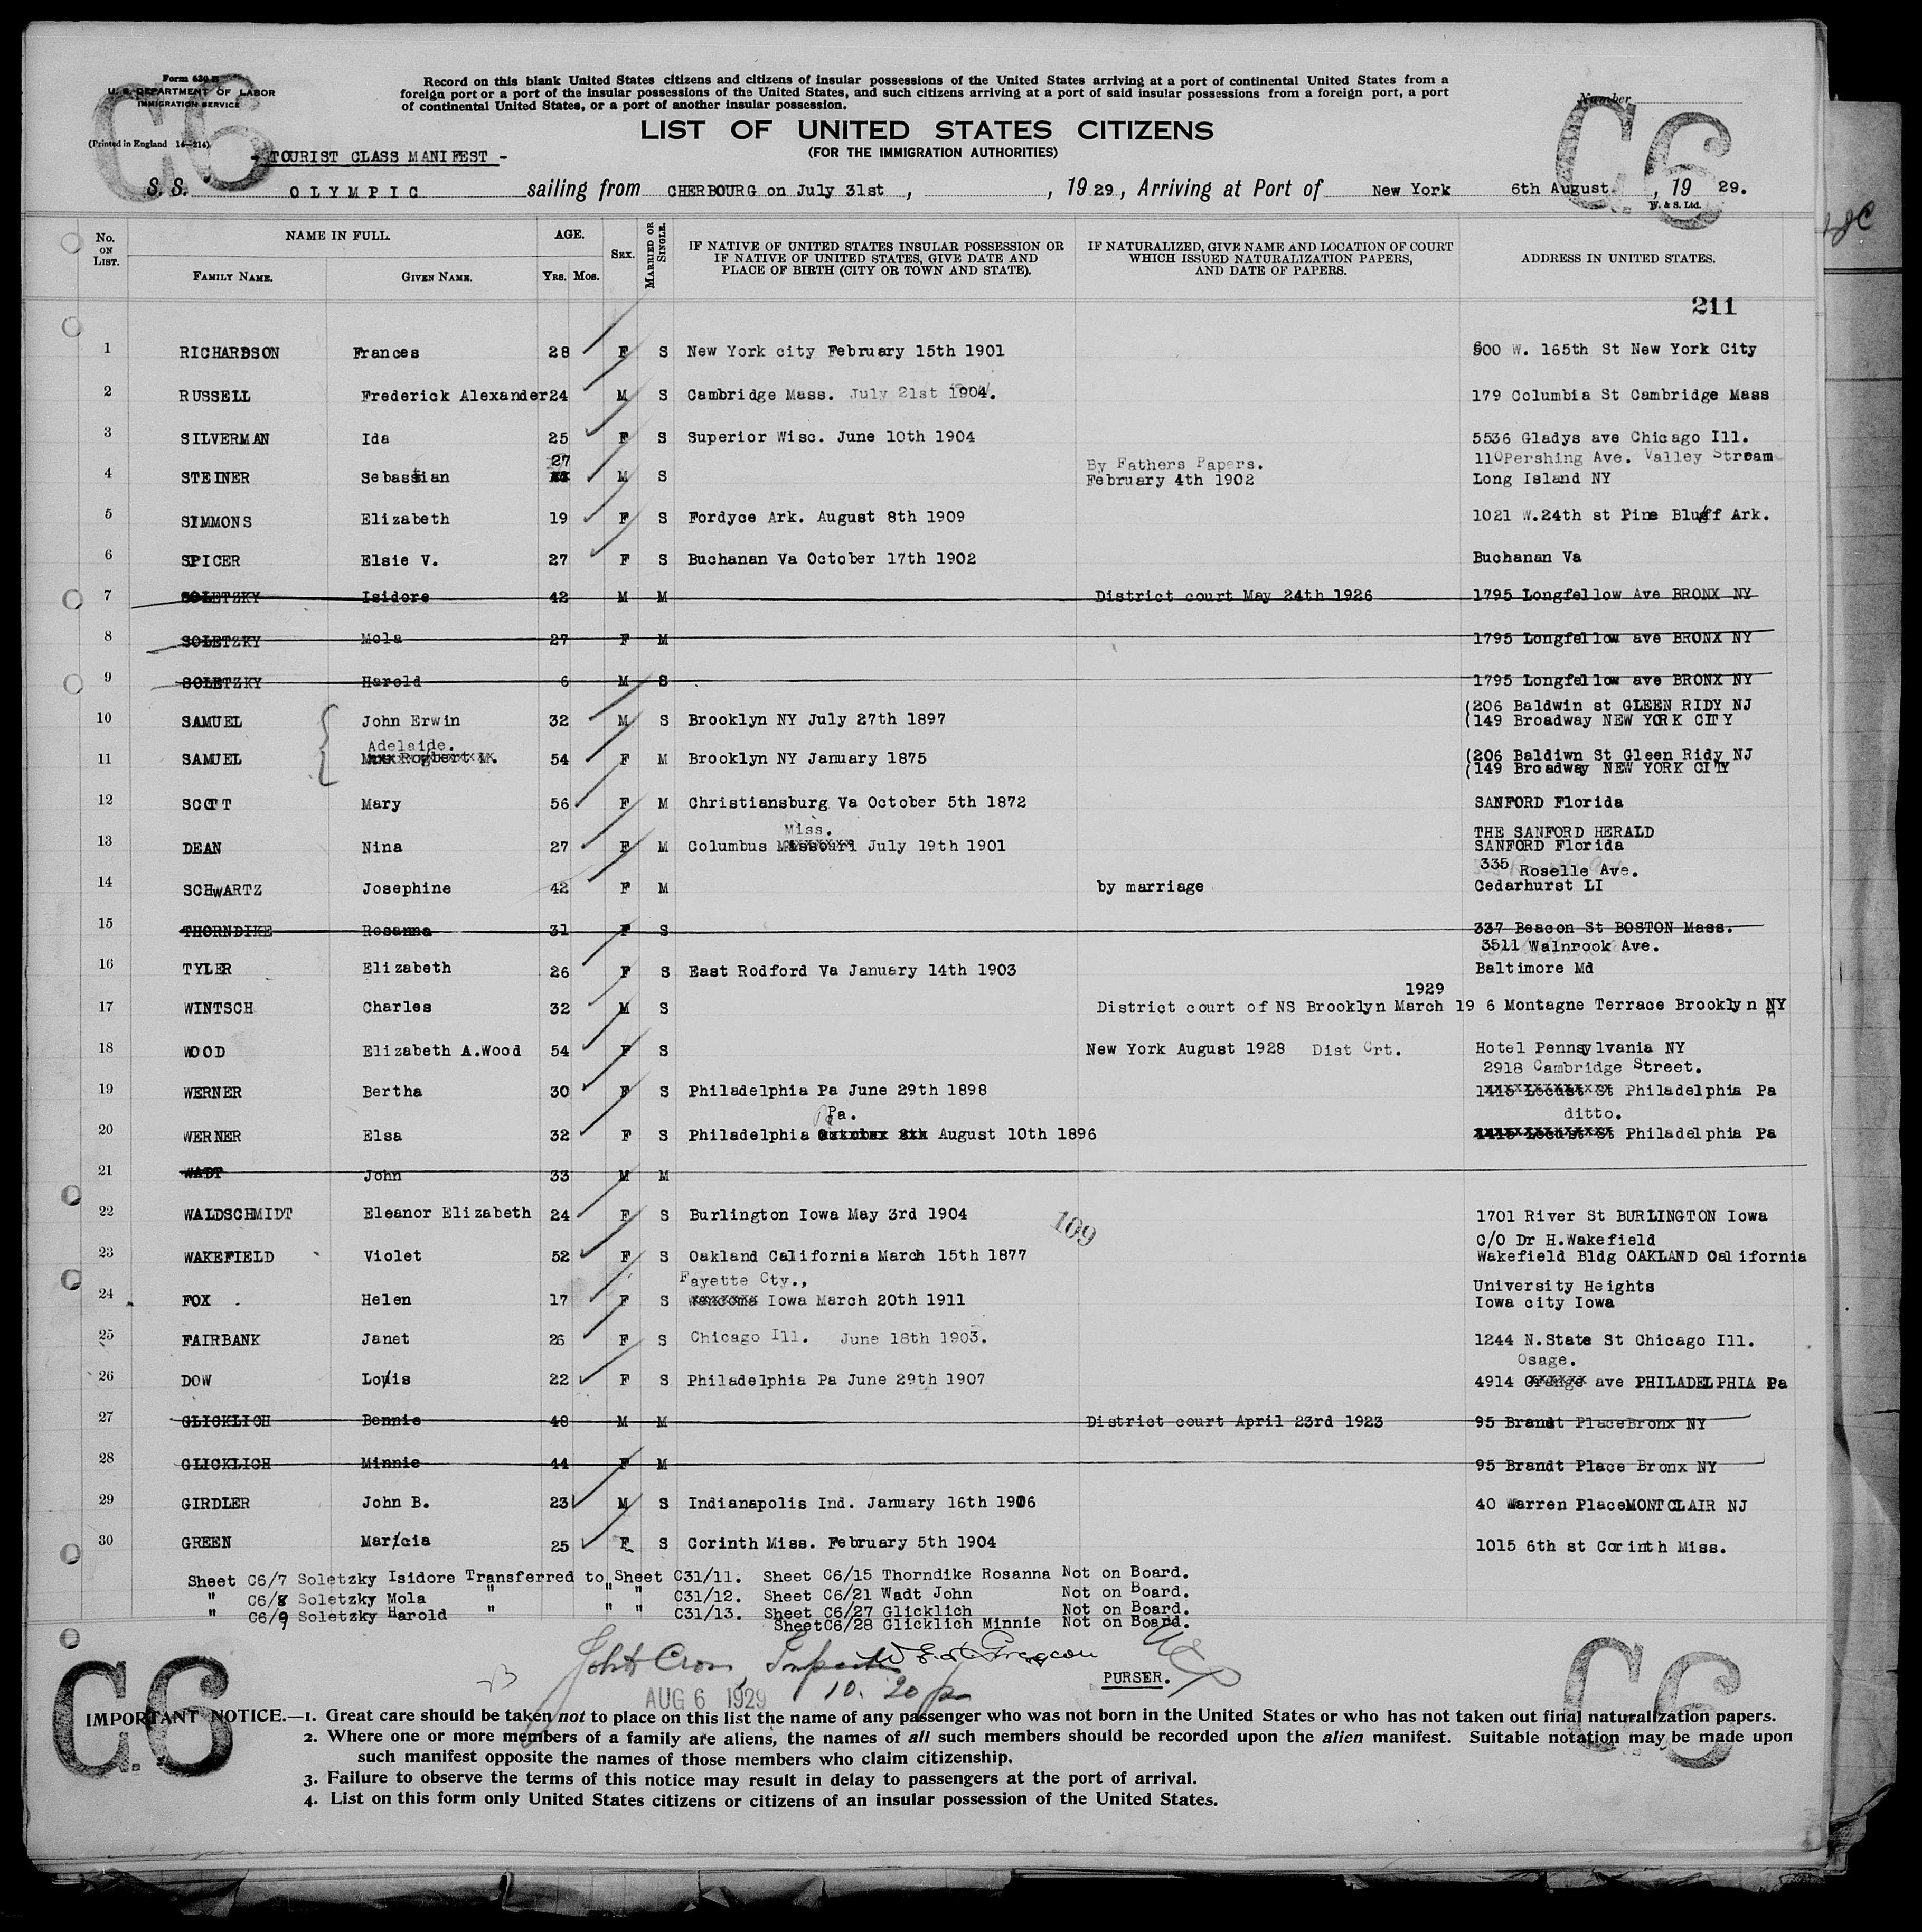 Form 630 B
U. S. DEPARTMENT OF LABOR
IMMIGRATION SERVICE
(Printed in England 14—214)
C6
C6
Record on this blank United States citizens and citizens of insular possessions of the United States arriving at a port of continental United States from a
foreign port or a port of the insular possessions of the United States, and such citizens arriving at a port of said insular possessions from a foreign port, a port
of continental United States, or a port of another insular possession.
Number
LIST OF UNITED STATES CITIZENS
(FOR THE IMMIGRATION AUTHORITIES)
- TOURIST CLASS MANIFEST -
S. S. OLYMPIC sailing from CHERBOURG on July 31st , , 19 29 , Arriving at Port of New York 6th August. , 19 29.
W. & S. Ltd.
No. ON LIST. NAME IN FULL. FAMILY NAME. GIVEN NAME. AGE. YRS. MOS. SEX. MARRIED OR SINGLE. IF NATIVE OF UNITED STATES INSULAR POSSESSION OR IF NATIVE OF UNITED STATES, GIVE DATE AND PLACE OF BIRTH (CITY OR TOWN AND STATE). IF NATURALIZED, GIVE NAME AND LOCATION OF COURT WHICH ISSUED NATURALIZATION PAPERS, AND DATE OF PAPERS. ADDRESS IN UNITED STATES.
211
1 RICHARDSON Frances 28 F S New York city February 15th 1901 600 W. 165th St New York City
2 RUSSELL Frederick Alexander 24 M S Cambridge Mass. July 21st 1904. 179 Columbia St Cambridge Mass
3 SILVERMAN Ida 25 F S Superior Wisc. June 10th 1904 5536 Gladys ave Chicago Ill.
27 By Fathers Papers. 110 Pershing Ave. Valley Stream
4 STEINER Sebastian M S February 4th 1902 Long Island NY
5 SIMMONS Elizabeth 19 F S Fordyce Ark. August 8th 1909 1021 W.24th st Pine Bluff Ark.
6 SPICER Elsie V. 27 F S Buchanan Va October 17th 1902 Buchanan Va
7 SOLETZKY Isidore 42 M M District court May 24th 1926 1795 Longfellow Ave BRONX NY
8 SOLETZKY Mola 27 F M 1795 Longfellow ave BRONX NY
9 SOLETZKY Harold 6 M S 1795 Longfellow ave BRONX NY
(206 Baldwin st GLEEN RIDY NJ
10 SAMUEL John Erwin 32 M S Brooklyn NY July 27th 1897 (149 Broadway NEW YORK CITY
Adelaide.
11 SAMUEL 54 F M Brooklyn NY January 1875 (206 Baldiwn St Gleen Ridy NJ
(149 Broadway NEW YORK CITY
12 SCOTT Mary 56 F M Christiansburg Va October 5th 1872 SANFORD Florida
Miss. THE SANFORD HERALD
13 DEAN Nina 27 F M Columbus Missouri July 19th 1901 SANFORD Florida
335 Roselle Ave.
14 SCHWARTZ Josephine 42 F M by marriage Cedarhurst LI
15 THORNDIKE Rosanna 31 F S 337 Beacon St BOSTON Mass.
3511 Walnrook Ave.
16 TYLER Elizabeth 26 F S East Rodford Va January 14th 1903 Baltimore Md
1929
17 WINTSCH Charles 32 M S District court of NS Brooklyn March 19 6 Montagne Terrace Brooklyn NY
18 WOOD Elizabeth A.Wood 54 F S New York August 1928 Dist Crt. Hotel Pennsylvania NY
2918 Cambridge Street.
19 WERNER Bertha 30 F S Philadelphia Pa June 29th 1898 1415 Locust St Philadelphia Pa
Pa. ditto.
20 WERNER Elsa 32 F S Philadelphia October 8th August 10th 1896 1415 Locust St Philadelphia Pa
21 WADT John 33 M M
22 WALDSCHMIDT Eleanor Elizabeth 24 F S Burlington Iowa May 3rd 1904 1701 River St BURLINGTON Iowa
109
C/O Dr H.Wakefield
23 WAKEFIELD Violet 52 F S Oakland California March 15th 1877 Wakefield Bldg OAKLAND California
Fayette Cty., University Heights
24 FOX . Helen 17 F S Iowa March 20th 1911 Iowa city Iowa
25 FAIRBANK Janet 26 F S Chicago Ill. June 18th 1903. 1244 N.State St Chicago Ill.
Osage.
26 DOW Louis 22 F S Philadelphia Pa June 29th 1907 4914 ave PHILADELPHIA Pa
27 GLICKLICH Bennie 48 M M District court April 23rd 1923 95 Brandt Place Bronx NY
28 GLICKLICH Minnie 44 F M 95 Brandt Place Bronx NY
29 GIRDLER John B. 23 M S Indianapolis Ind. January 16th 1906 40 Warren Place MONTCLAIR NJ
30 GREEN Maricia 25 F S Corinth Miss. February 5th 1904 1015 6th st Corinth Miss.
Sheet C6/7 Soletzky Isidore Transferred to Sheet C31/11. Sheet C6/15 Thorndike Rosanna Not on Board.
" C6/8 Soletzky Mola " " " C31/12. Sheet C6/21 Wadt John Not on Board.
" C6/9 Soletzky Harold " " " C31/13. Sheet C6/27 Glicklich Not on Board.
Sheet C6/28 Glicklich Minnie Not on Board.
10.20 p
PURSER.
AUG 6 1929
C6
C6
IMPORTANT NOTICE.—1. Great care should be taken not to place on this list the name of any passenger who was not born in the United States or who has not taken out final naturalization papers.
2. Where one or more members of a family are aliens, the names of all such members should be recorded upon the alien manifest. Suitable notation may be made upon
such manifest opposite the names of those members who claim citizenship.
3. Failure to observe the terms of this notice may result in delay to passengers at the port of arrival.
4. List on this form only United States citizens or citizens of an insular possession of the United States.